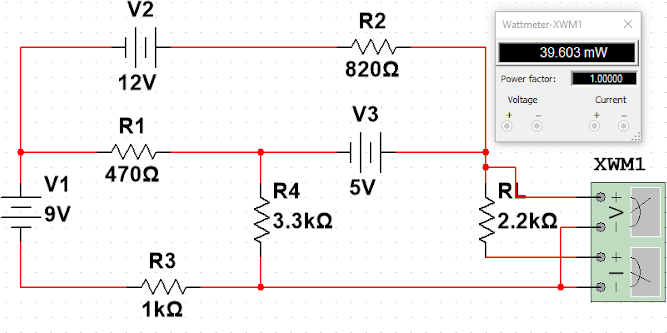 V2
12V
R2
820Ω
Wattmeter-XWM1
39.603 mW
Power factor: 1.00000
Voltage Current
+ − + −
R1
470Ω
V3
5V
V1
9V
R4
3.3kΩ
2.2kΩ
R3
1kΩ
XWM1
+
V
−
+
I
−